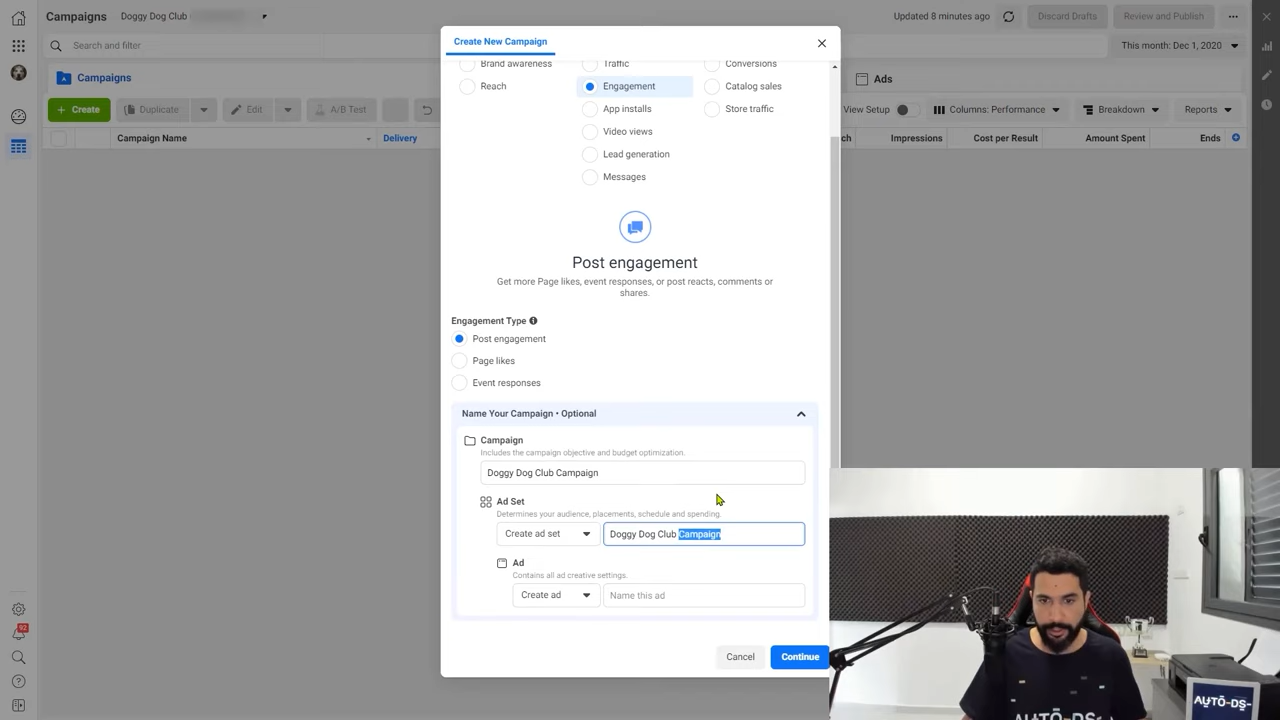 Campaigns
Doggy Dog Club
Updated 8 minutes ago
Discard Drafts
Review and Publish
Search and filter
This month: Dec 1, 2020
Campaigns
Ads
Create
Duplicate
Edit
A/B Test
View Setup
Columns: Performance
Breakdown
Reports
Campaign Name
Delivery
ch
Impressions
Cost per Result
Amount Spent
Ends
92
Create New Campaign
Brand awareness
Traffic
Conversions
Reach
Engagement
Catalog sales
App installs
Store traffic
Video views
Lead generation
Messages
Post engagement
Get more Page likes, event responses, or post reacts, comments or
shares.
Engagement Type
Post engagement
Page likes
Event responses
Name Your Campaign • Optional
Campaign
Includes the campaign objective and budget optimization.
Doggy Dog Club Campaign
Ad Set
Determines your audience, placements, schedule and spending.
Create ad set
Doggy Dog Club Campaign
Ad
Contains all ad creative settings.
Create ad
Name this ad
Cancel
Continue
AUTO-DS-
AUTO-DS-